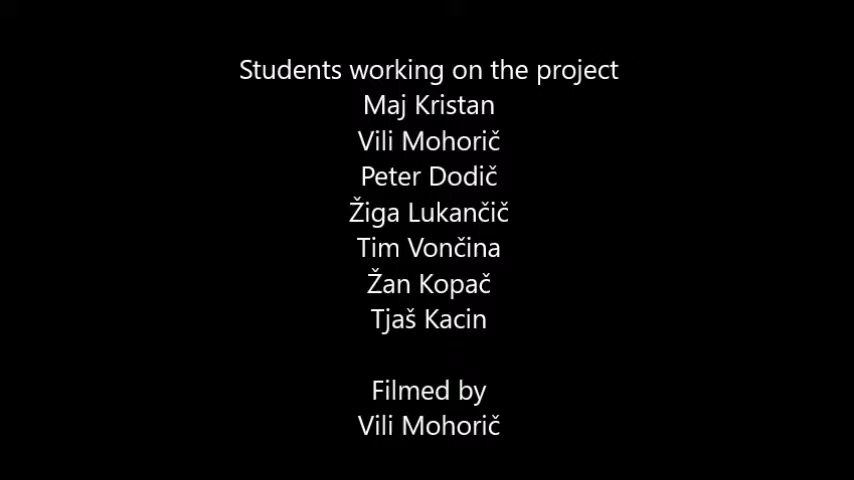 Students working on the project
Maj Kristan
Vili Mohorič
Peter Dodič
Žiga Lukančič
Tim Vončina
Žan Kopač
Tjaš Kacin
Filmed by
Vili Mohorič